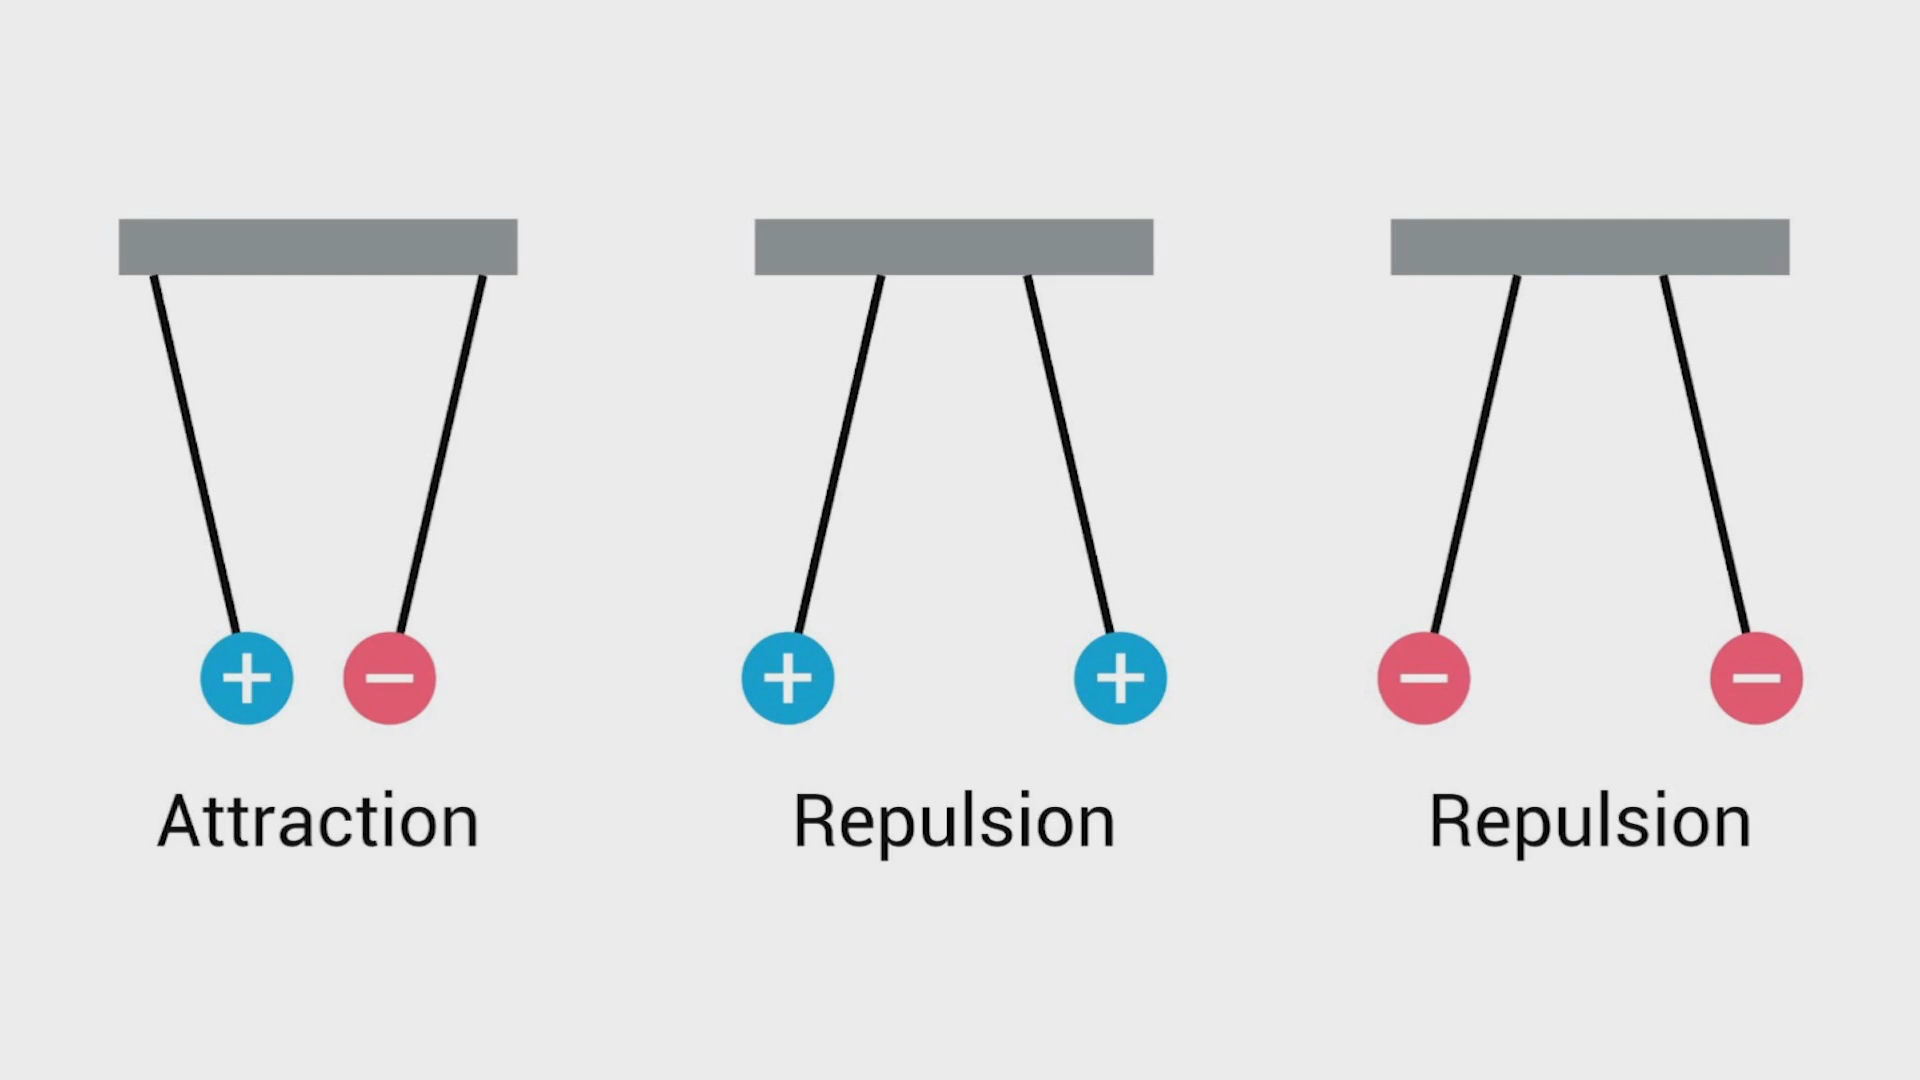 + − + + − −
Attraction Repulsion Repulsion